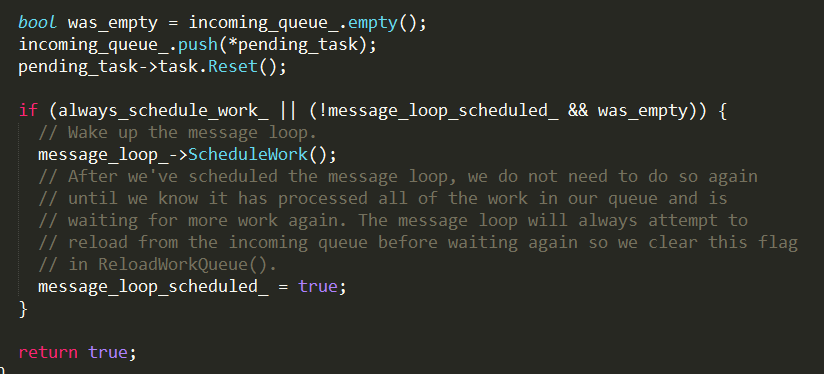 bool was_empty = incoming_queue_.empty();
incoming_queue_.push(*pending_task);
pending_task->task.Reset();
if (always_schedule_work_ || (!message_loop_scheduled_ && was_empty)) {
// Wake up the message loop.
message_loop_->ScheduleWork();
// After we've scheduled the message loop, we do not need to do so again
// until we know it has processed all of the work in our queue and is
// waiting for more work again. The message loop will always attempt to
// reload from the incoming queue before waiting again so we clear this flag
// in ReloadWorkQueue().
message_loop_scheduled_ = true;
}
return true;